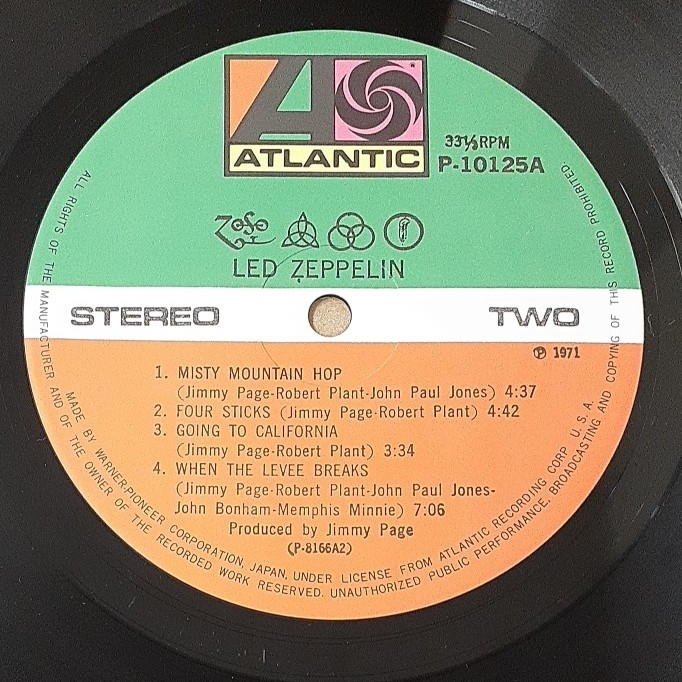 ATLANTIC
33⅓ RPM
P-10125A
ZoSo
LED ZEPPELIN
STEREO
TWO
℗ 1971
1. MISTY MOUNTAIN HOP
(Jimmy Page-Robert Plant-John Paul Jones) 4:37
2. FOUR STICKS (Jimmy Page-Robert Plant) 4:42
3. GOING TO CALIFORNIA
(Jimmy Page-Robert Plant) 3:34
4. WHEN THE LEVEE BREAKS
(Jimmy Page-Robert Plant-John Paul Jones-
John Bonham-Memphis Minnie) 7:06
Produced by Jimmy Page
(P-8166A2)
MADE BY WARNER-PIONEER CORPORATION, JAPAN, UNDER LICENSE FROM ATLANTIC RECORDING CORP. U.S.A.
ALL RIGHTS OF THE MANUFACTURER AND OF THE OWNER OF THE RECORDED WORK RESERVED. UNAUTHORIZED PUBLIC PERFORMANCE, BROADCASTING AND COPYING OF THIS RECORD PROHIBITED.